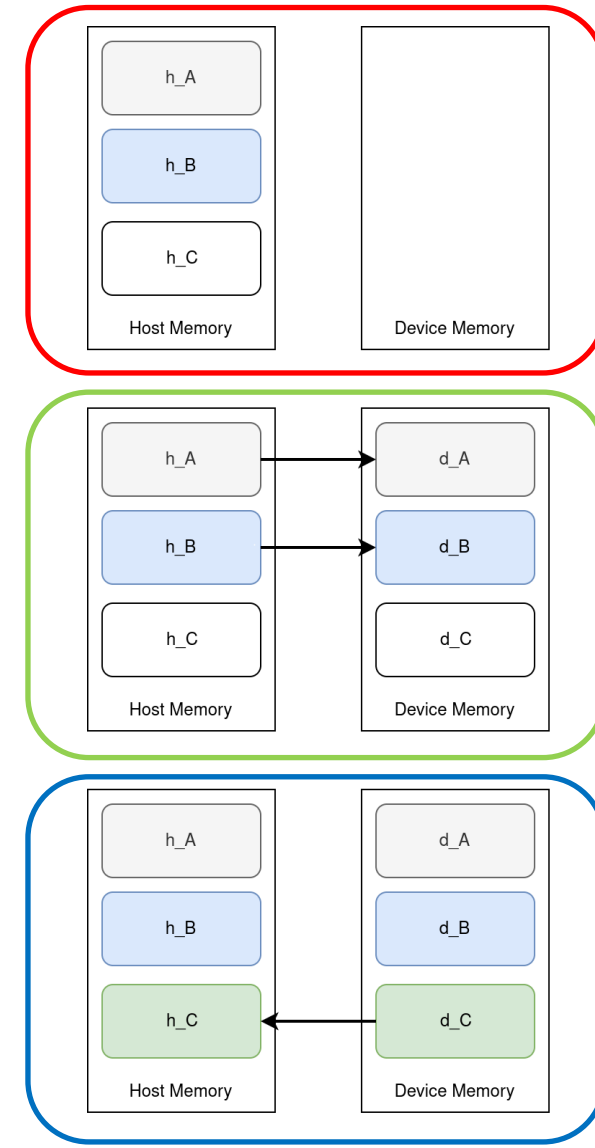 h_A
h_B
h_C
Host Memory
Device Memory
h_A
d_A
h_B
d_B
h_C
d_C
Host Memory
Device Memory
h_A
d_A
h_B
d_B
h_C
d_C
Host Memory
Device Memory